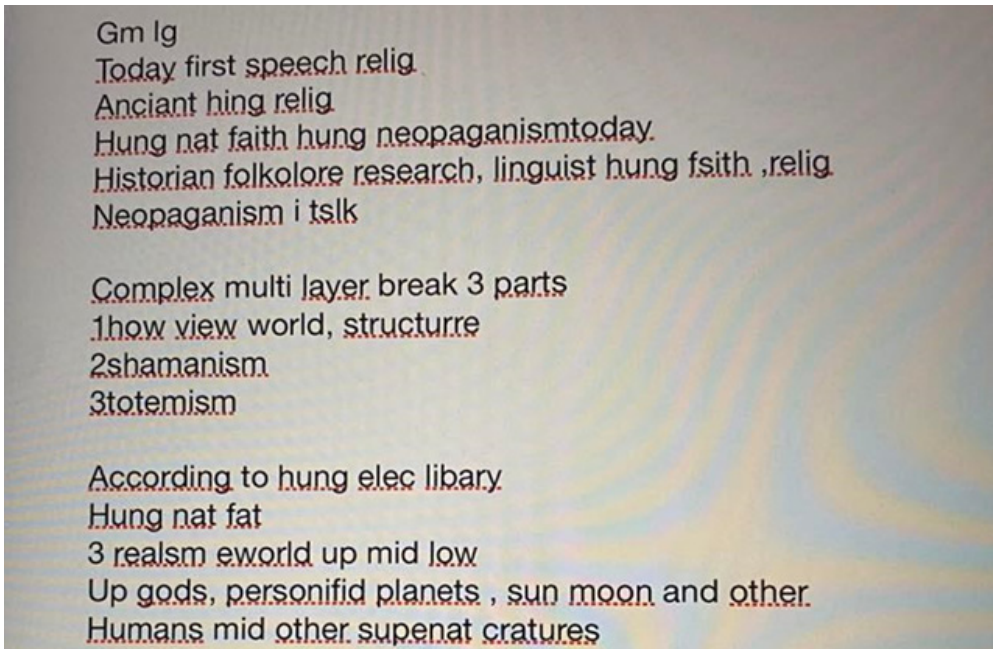 Gm lg
Today first speech relig
Anciant hing relig
Hung nat faith hung neopaganismtoday.
Historian folkolore research, linguist hung fsith ,relig
Neopaganism i tslk
Complex multi layer break 3 parts
1how view world, structurre
2shamanism
3totemism
According to hung elec libary
Hung nat fat
3 realsm eworld up mid low
Up gods, personifid planets , sun moon and other
Humans mid other supenat cratures